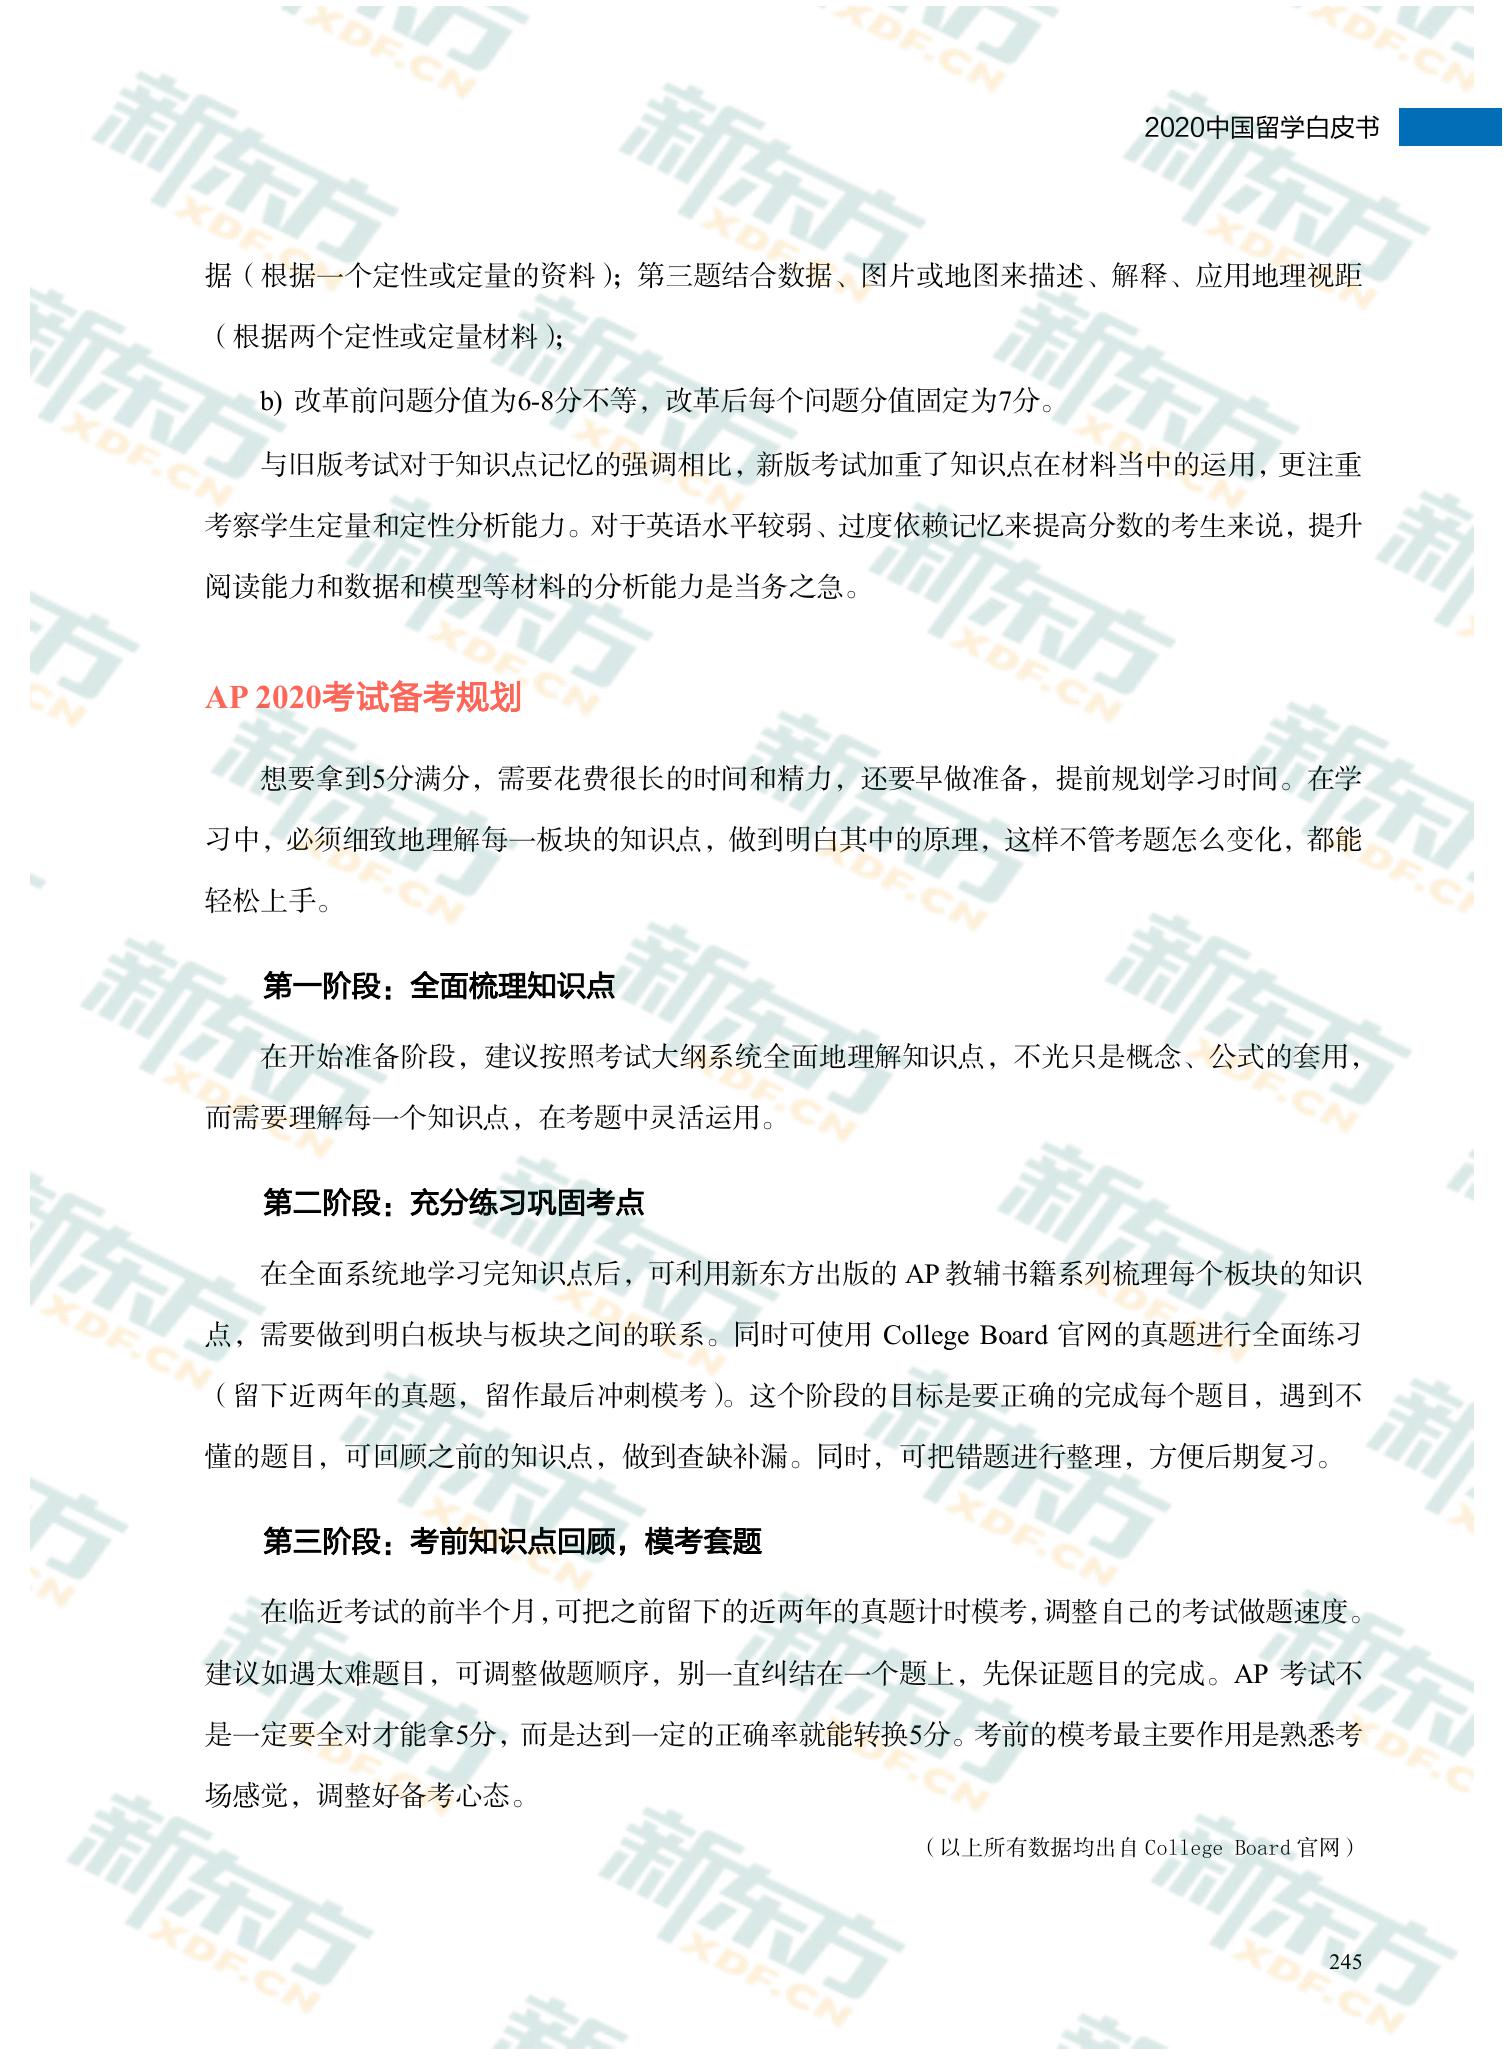 2020中国留学白皮书
据（根据一个定性或定量的资料）；第三题结合数据、图片或地图来描述、解释、应用地理视距
（根据两个定性或定量材料）；
b) 改革前问题分值为6-8分不等，改革后每个问题分值固定为7分。
与旧版考试对于知识点记忆的强调相比，新版考试加重了知识点在材料当中的运用，更注重
考察学生定量和定性分析能力。对于英语水平较弱、过度依赖记忆来提高分数的考生来说，提升
阅读能力和数据和模型等材料的分析能力是当务之急。
AP 2020考试备考规划
想要拿到5分满分，需要花费很长的时间和精力，还要早做准备，提前规划学习时间。在学
习中，必须细致地理解每一板块的知识点，做到明白其中的原理，这样不管考题怎么变化，都能
轻松上手。
第一阶段：全面梳理知识点
在开始准备阶段，建议按照考试大纲系统全面地理解知识点，不光只是概念、公式的套用，
而需要理解每一个知识点，在考题中灵活运用。
第二阶段：充分练习巩固考点
在全面系统地学习完知识点后，可利用新东方出版的 AP 教辅书籍系列梳理每个板块的知识
点，需要做到明白板块与板块之间的联系。同时可使用 College Board 官网的真题进行全面练习
（留下近两年的真题，留作最后冲刺模考）。这个阶段的目标是要正确的完成每个题目，遇到不
懂的题目，可回顾之前的知识点，做到查缺补漏。同时，可把错题进行整理，方便后期复习。
第三阶段：考前知识点回顾，模考套题
在临近考试的前半个月，可把之前留下的近两年的真题计时模考，调整自己的考试做题速度。
建议如遇太难题目，可调整做题顺序，别一直纠结在一个题上，先保证题目的完成。AP 考试不
是一定要全对才能拿5分，而是达到一定的正确率就能转换5分。考前的模考最主要作用是熟悉考
场感觉，调整好备考心态。
（以上所有数据均出自 College Board 官网）
245
新东方 XDF.CN